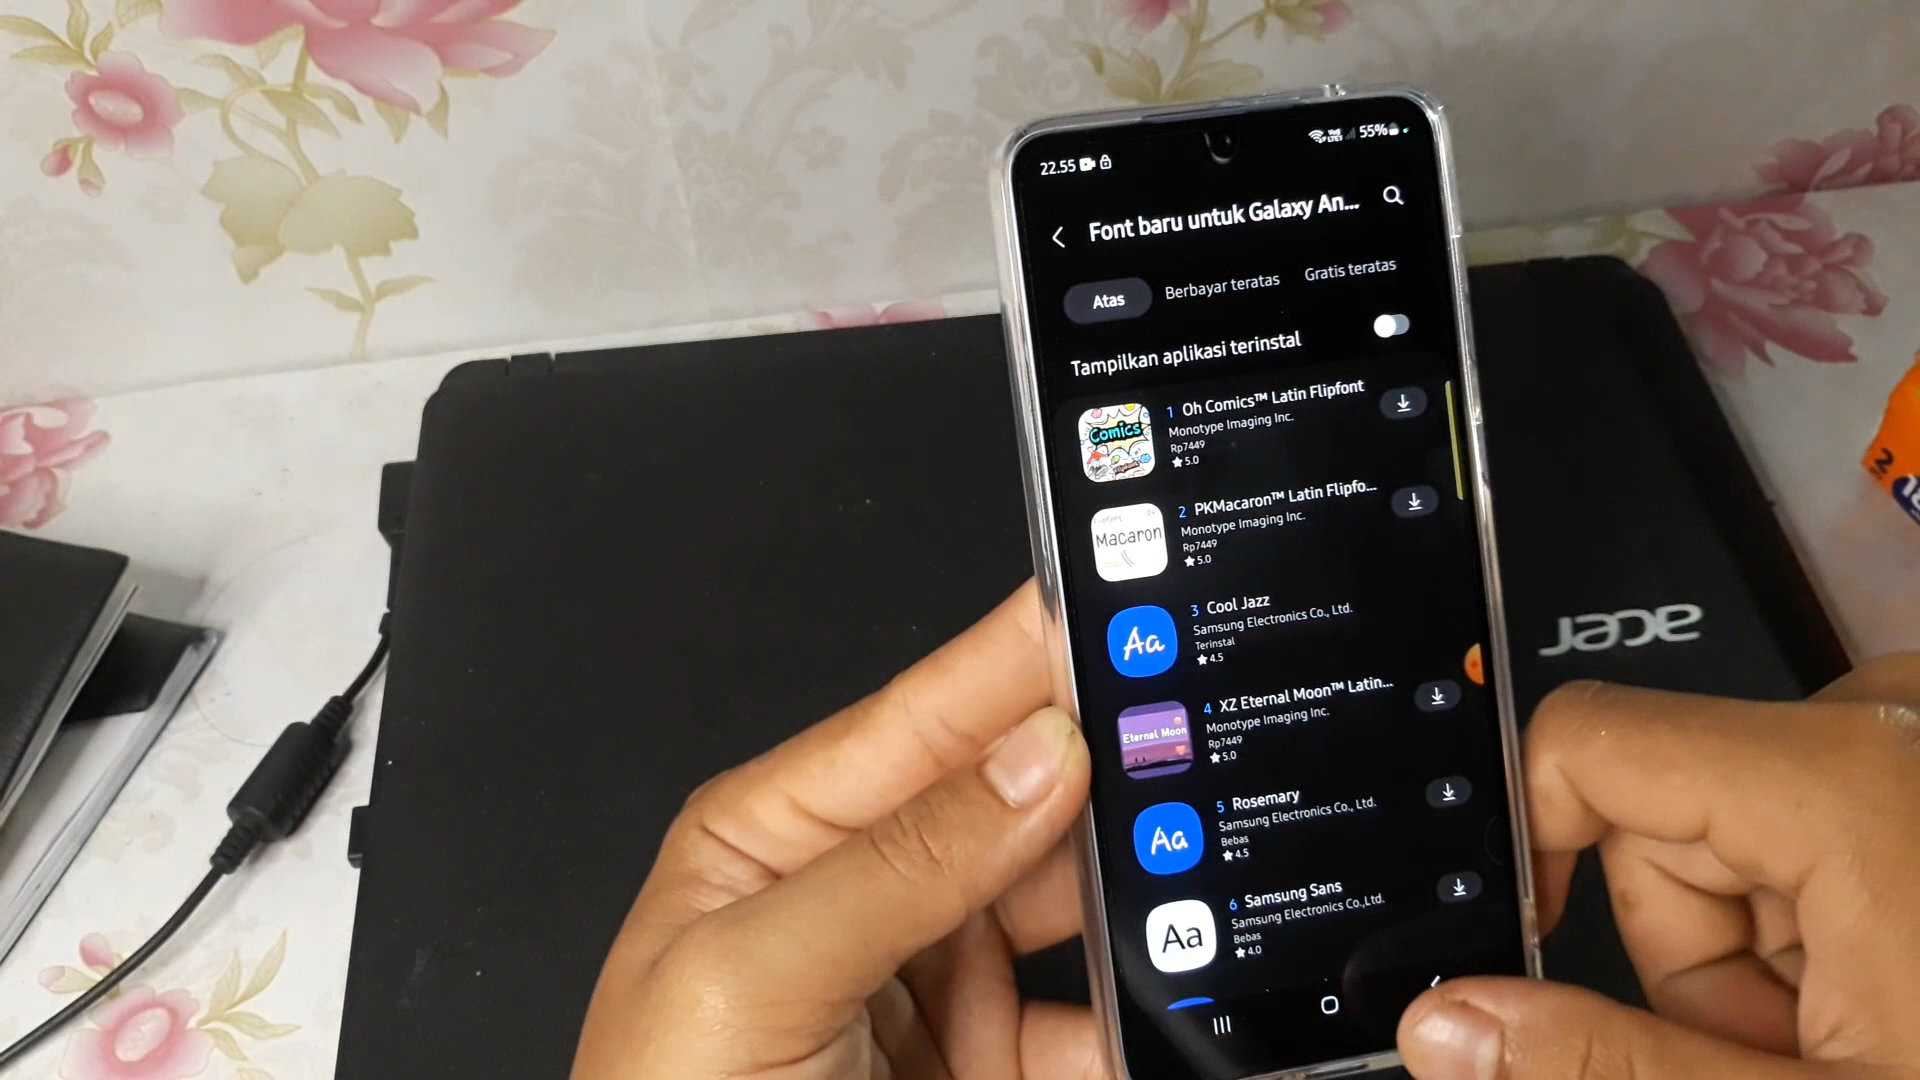 22.55
55%
Font baru untuk Galaxy An...
Atas
Berbayar teratas
Gratis teratas
Tampilkan aplikasi terinstal
Comics
1 Oh Comics™ Latin Flipfont
Monotype Imaging Inc.
Rp7449
★5.0
Macaron
2 PKMacaron™ Latin Flipfo...
Monotype Imaging Inc.
Rp7449
★5.0
Aa
3 Cool Jazz
Samsung Electronics Co., Ltd.
Terinstal
★4.5
Eternal Moon
4 XZ Eternal Moon™ Latin...
Monotype Imaging Inc.
Rp7449
★5.0
Aa
5 Rosemary
Samsung Electronics Co., Ltd.
Bebas
★4.5
Aa
6 Samsung Sans
Samsung Electronics Co.,Ltd.
Bebas
★4.0
acer
2